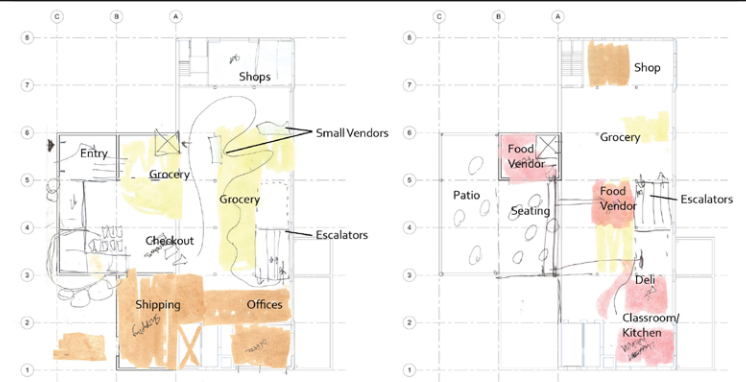 C
B
A
8
7
Shops
Small Vendors
6
Entry
Grocery
5
Grocery
4
Checkout
Escalators
3
Shipping
Offices
Shipping
2
1
C
B
A
8
Shop
7
6
Grocery
Food
Vendor
5
Patio
Seating
Food
Vendor
Escalators
4
3
Deli
Deli
2
Classroom/
Kitchen
1